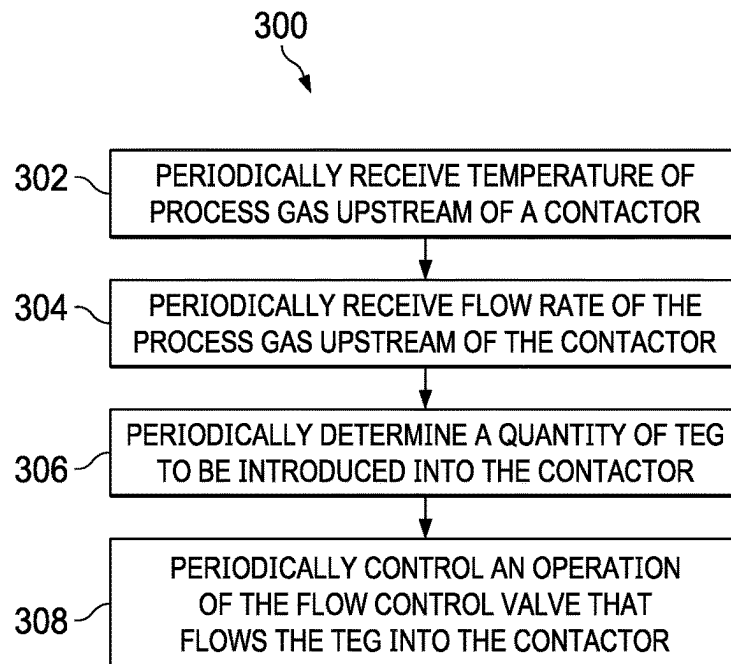 300
302
PERIODICALLY RECEIVE TEMPERATURE OF
PROCESS GAS UPSTREAM OF A CONTACTOR
304
PERIODICALLY RECEIVE FLOW RATE OF THE
PROCESS GAS UPSTREAM OF THE CONTACTOR
306
PERIODICALLY DETERMINE A QUANTITY OF TEG
TO BE INTRODUCED INTO THE CONTACTOR
308
PERIODICALLY CONTROL AN OPERATION
OF THE FLOW CONTROL VALVE THAT
FLOWS THE TEG INTO THE CONTACTOR